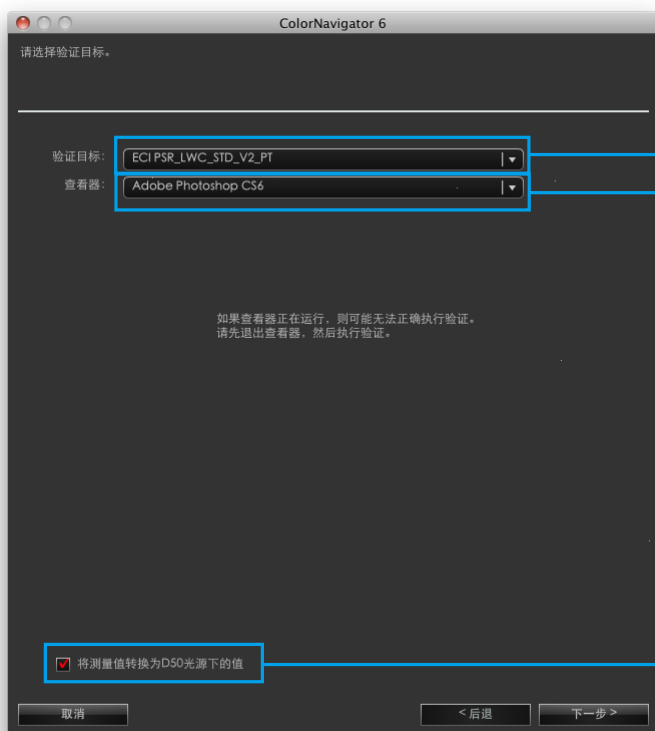 ColorNavigator 6
请选择验证目标。
验证目标:
ECI PSR_LWC_STD_V2_PT
查看器:
Adobe Photoshop CS6
如果查看器正在运行，则可能无法正确执行验证。
请先退出查看器，然后执行验证。
将测量值转换为D50光源下的值
取消
< 后退
下一步 >